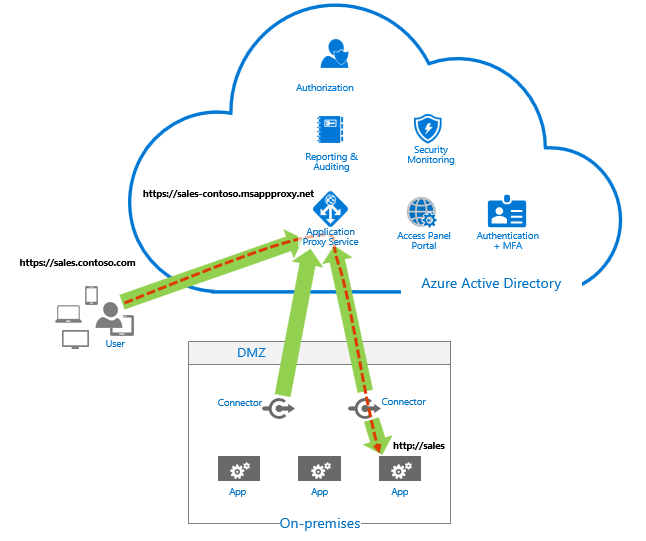 Authorization
Reporting &
Auditing
Security
Monitoring
https://sales-contoso.msappproxy.net
Application
Proxy Service
Access Panel
Portal
Authentication
+ MFA
https://sales.contoso.com
Azure Active Directory
User
DMZ
Connector
Connector
http://sales
App
App
App
On-premises